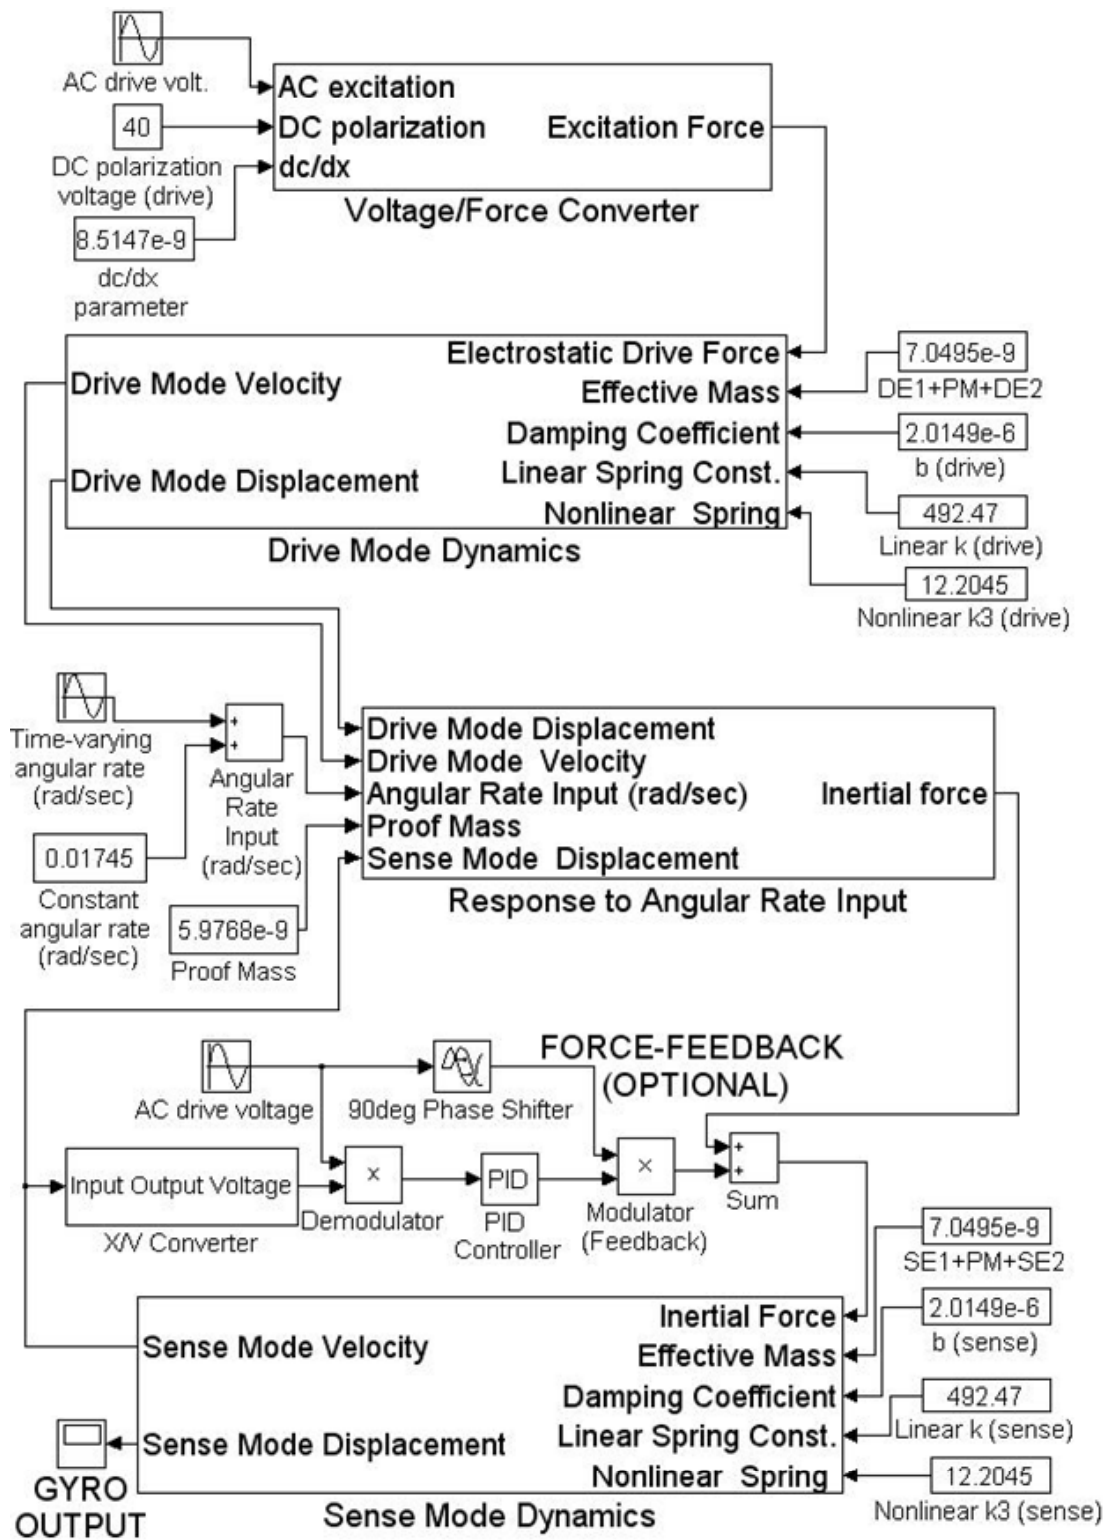 AC drive volt.
40
DC polarization
voltage (drive)
8.5147e-9
dc/dx
parameter
AC excitation
DC polarization
dc/dx
Excitation Force
Voltage/Force Converter
Drive Mode Velocity
Drive Mode Displacement
Electrostatic Drive Force
Effective Mass
Damping Coefficient
Linear Spring Const.
Nonlinear Spring
Drive Mode Dynamics
7.0495e-9
DE1+PM+DE2
2.0149e-6
b (drive)
492.47
Linear k (drive)
12.2045
Nonlinear k3 (drive)
Time-varying
angular rate
(rad/sec)
+
+
Angular
Rate
Input
(rad/sec)
0.01745
Constant
angular rate
(rad/sec)
5.9768e-9
Proof Mass
Drive Mode Displacement
Drive Mode Velocity
Angular Rate Input (rad/sec)
Proof Mass
Sense Mode Displacement
Inertial force
Response to Angular Rate Input
AC drive voltage
90deg Phase Shifter
FORCE-FEEDBACK
(OPTIONAL)
Input Output Voltage
X/V Converter
x
Demodulator
PID
PID
Controller
×
Modulator
(Feedback)
+
+
Sum
Sense Mode Velocity
Sense Mode Displacement
Inertial Force
Effective Mass
Damping Coefficient
Linear Spring Const.
Nonlinear Spring
Sense Mode Dynamics
7.0495e-9
SE1+PM+SE2
2.0149e-6
b (sense)
492.47
Linear k (sense)
12.2045
Nonlinear k3 (sense)
GYRO
OUTPUT